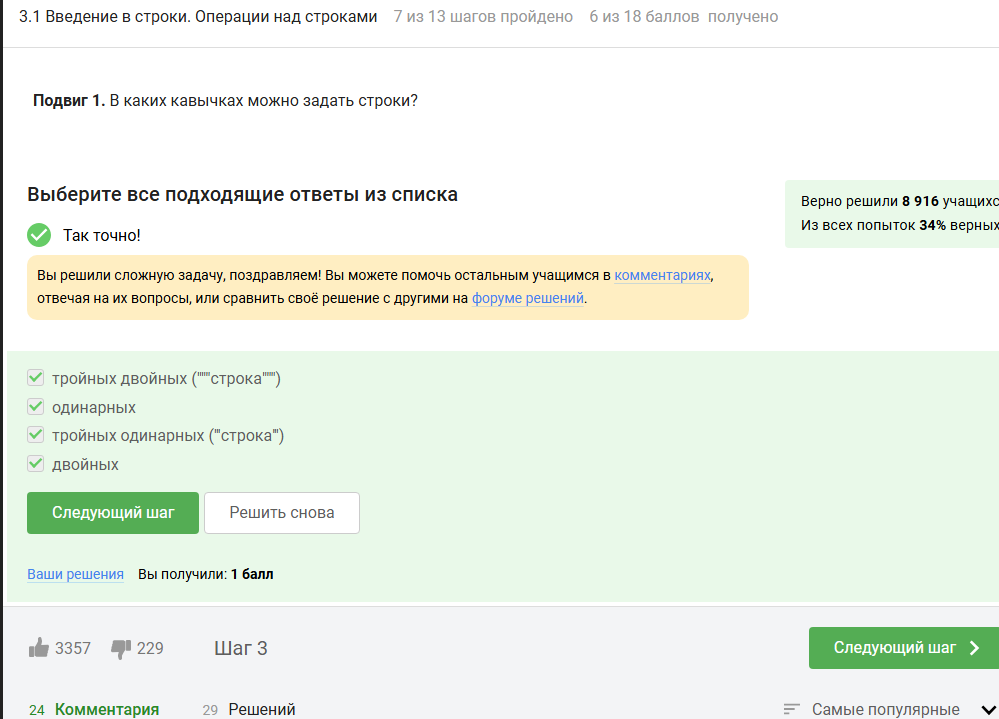 3.1 Введение в строки. Операции над строками 7 из 13 шагов пройдено 6 из 18 баллов получено
Подвиг 1. В каких кавычках можно задать строки?
Выберите все подходящие ответы из списка
Верно решили 8 916 учащихс
Из всех попыток 34% верных
Так точно!
Вы решили сложную задачу, поздравляем! Вы можете помочь остальным учащимся в комментариях,
отвечая на их вопросы, или сравнить своё решение с другими на форуме решений.
тройных двойных ("""строка""")
одинарных
тройных одинарных ('''строка''')
двойных
Следующий шаг Решить снова
Ваши решения Вы получили: 1 балл
3357 229 Шаг 3 Следующий шаг
24 Комментария 29 Решений Самые популярные